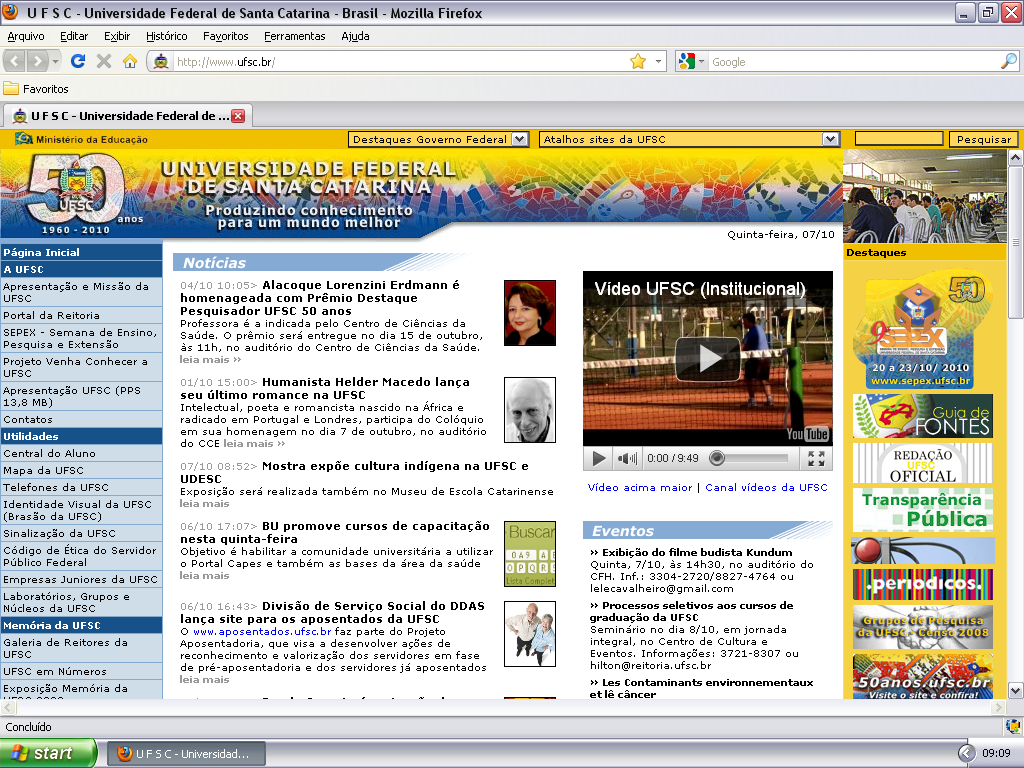 U F S C - Universidade Federal de Santa Catarina - Brasil - Mozilla Firefox
Arquivo Editar Exibir Histórico Favoritos Ferramentas Ajuda
http://www.ufsc.br/
Google
Favoritos
U F S C - Universidade Federal de ...
Ministério da Educação
Destaques Governo Federal
Atalhos sites da UFSC
Pesquisar
50
UFSC
anos
1960 - 2010
UNIVERSIDADE FEDERAL
DE SANTA CATARINA
Produzindo conhecimento
para um mundo melhor
Quinta-feira, 07/10
Página Inicial
A UFSC
Apresentação e Missão da
UFSC
Portal da Reitoria
SEPEX - Semana de Ensino,
Pesquisa e Extensão
Projeto Venha Conhecer a
UFSC
Apresentação UFSC (PPS
13,8 MB)
Contatos
Utilidades
Central do Aluno
Mapa da UFSC
Telefones da UFSC
Identidade Visual da UFSC
(Brasão da UFSC)
Sinalização da UFSC
Código de Ética do Servidor
Público Federal
Empresas Juniores da UFSC
Laboratórios, Grupos e
Núcleos da UFSC
Memória da UFSC
Galeria de Reitores da
UFSC
UFSC em Números
Exposição Memória da
Notícias
04/10 10:05> Alacoque Lorenzini Erdmann é
homenageada com Prêmio Destaque
Pesquisador UFSC 50 anos
Professora é a indicada pelo Centro de Ciências da
Saúde. O prêmio será entregue no dia 15 de outubro,
às 11h, no auditório do Centro de Ciências da Saúde.
leia mais ››
01/10 15:00> Humanista Helder Macedo lança
seu último romance na UFSC
Intelectual, poeta e romancista nascido na África e
radicado em Portugal e Londres, participa do Colóquio
em sua homenagem no dia 7 de outubro, no auditório
do CCE leia mais ››
07/10 08:52> Mostra expõe cultura indígena na UFSC e
UDESC
Exposição será realizada também no Museu de Escola Catarinense
leia mais
06/10 17:07> BU promove cursos de capacitação
nesta quinta-feira
Objetivo é habilitar a comunidade universitária a utilizar
o Portal Capes e também as bases da área da saúde
leia mais
Buscar
0A9 A
OPQR
Lista Complet
06/10 16:43> Divisão de Serviço Social do DDAS
lança site para os aposentados da UFSC
O www.aposentados.ufsc.br faz parte do Projeto
Aposentadoria, que visa a desenvolver ações de
reconhecimento e valorização dos servidores em fase
de pré-aposentadoria e dos servidores já aposentados
leia mais
Vídeo UFSC (Institucional)
YouTube
0:00 / 9:49
Vídeo acima maior | Canal vídeos da UFSC
Eventos
›› Exibição do filme budista Kundum
Quinta, 7/10, às 14h30, no auditório do
CFH. Inf.: 3304-2720/8827-4764 ou
lelecavalheiro@gmail.com
›› Processos seletivos aos cursos de
graduação da UFSC
Seminário no dia 8/10, em jornada
integral, no Centro de Cultura e
Eventos. Informações: 3721-8307 ou
hilton@reitoria.ufsc.br
›› Les Contaminants environnementaux
et lê câncer
Destaques
50
9ª SEPEX
20 a 23/10/ 2010
www.sepex.ufsc.br
Guia de
FONTES
REDAÇÃO
UFSC
OFICIAL
Transparência
Pública
.periodicos.
Grupos de Pesquisa
da UFSC - Censo 2008
50anos.ufsc.br
Visite o site e confira!
Concluído
start
U F S C - Universidad...
09:09